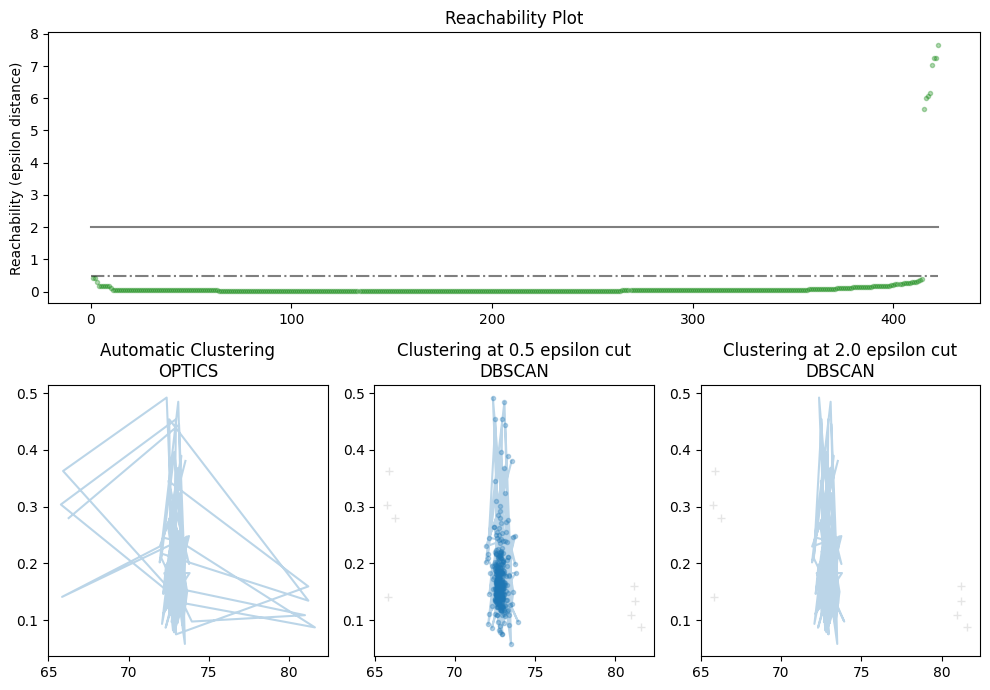 Reachability Plot
Reachability (epsilon distance)
8
7
6
5
4
3
2
1
0
0 100 200 300 400
Automatic Clustering
OPTICS
0.5
0.4
0.3
0.2
0.1
65 70 75 80
Clustering at 0.5 epsilon cut
DBSCAN
0.5
0.4
0.3
0.2
0.1
65 70 75 80
Clustering at 2.0 epsilon cut
DBSCAN
0.5
0.4
0.3
0.2
0.1
65 70 75 80